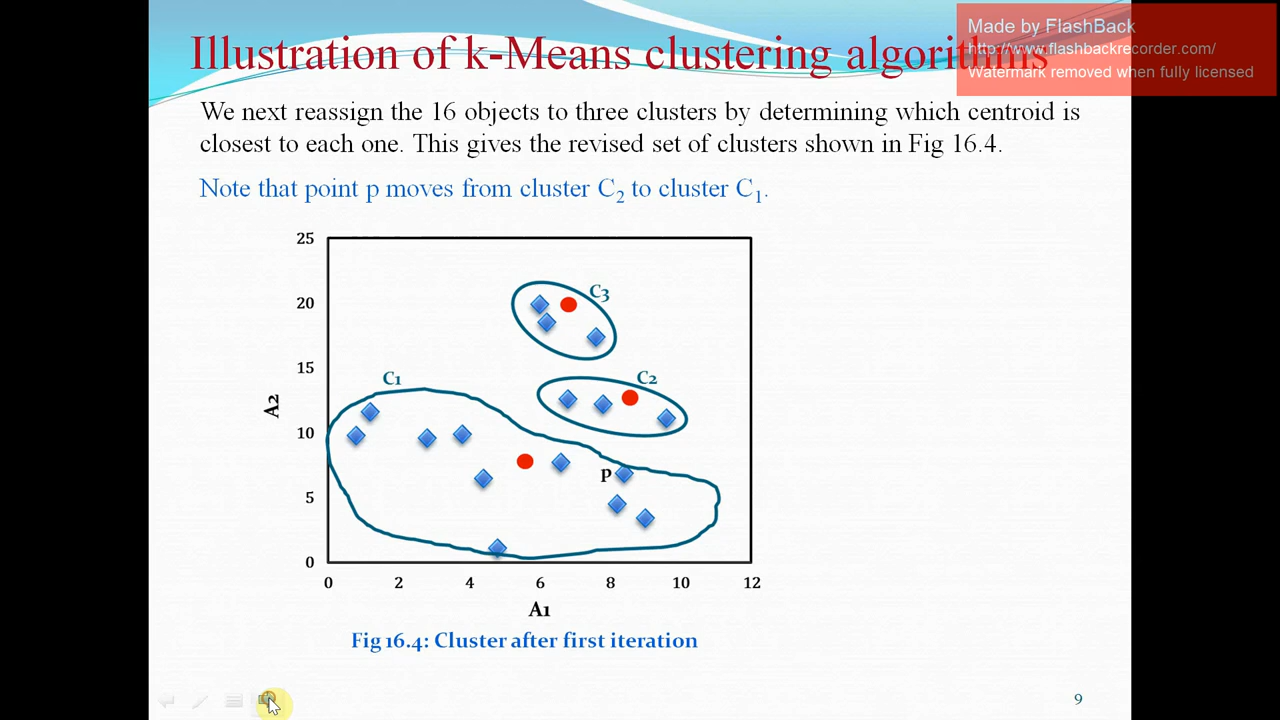 Made by FlashBack
http://www.flashbackrecorder.com/
Watermark removed when fully licensed
Illustration of k-Means clustering algorithms
We next reassign the 16 objects to three clusters by determining which centroid is
closest to each one. This gives the revised set of clusters shown in Fig 16.4.
Note that point p moves from cluster C₂ to cluster C₁.
25
20
15
10
5
0
A2
C3
C2
C1
P
0 2 4 6 8 10 12
A1
Fig 16.4: Cluster after first iteration
9